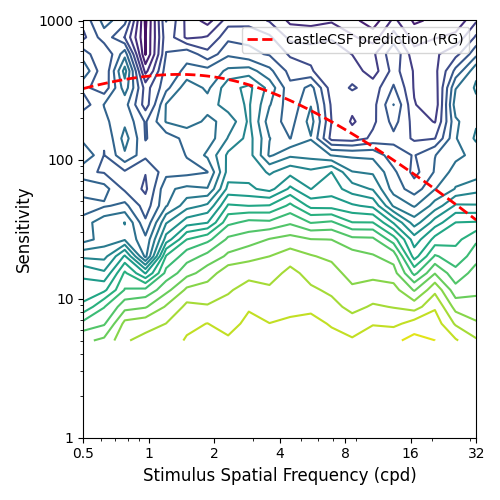 1000
castleCSF prediction (RG)
100
10
1
Sensitivity
0.5 1 2 4 8 16 32
Stimulus Spatial Frequency (cpd)